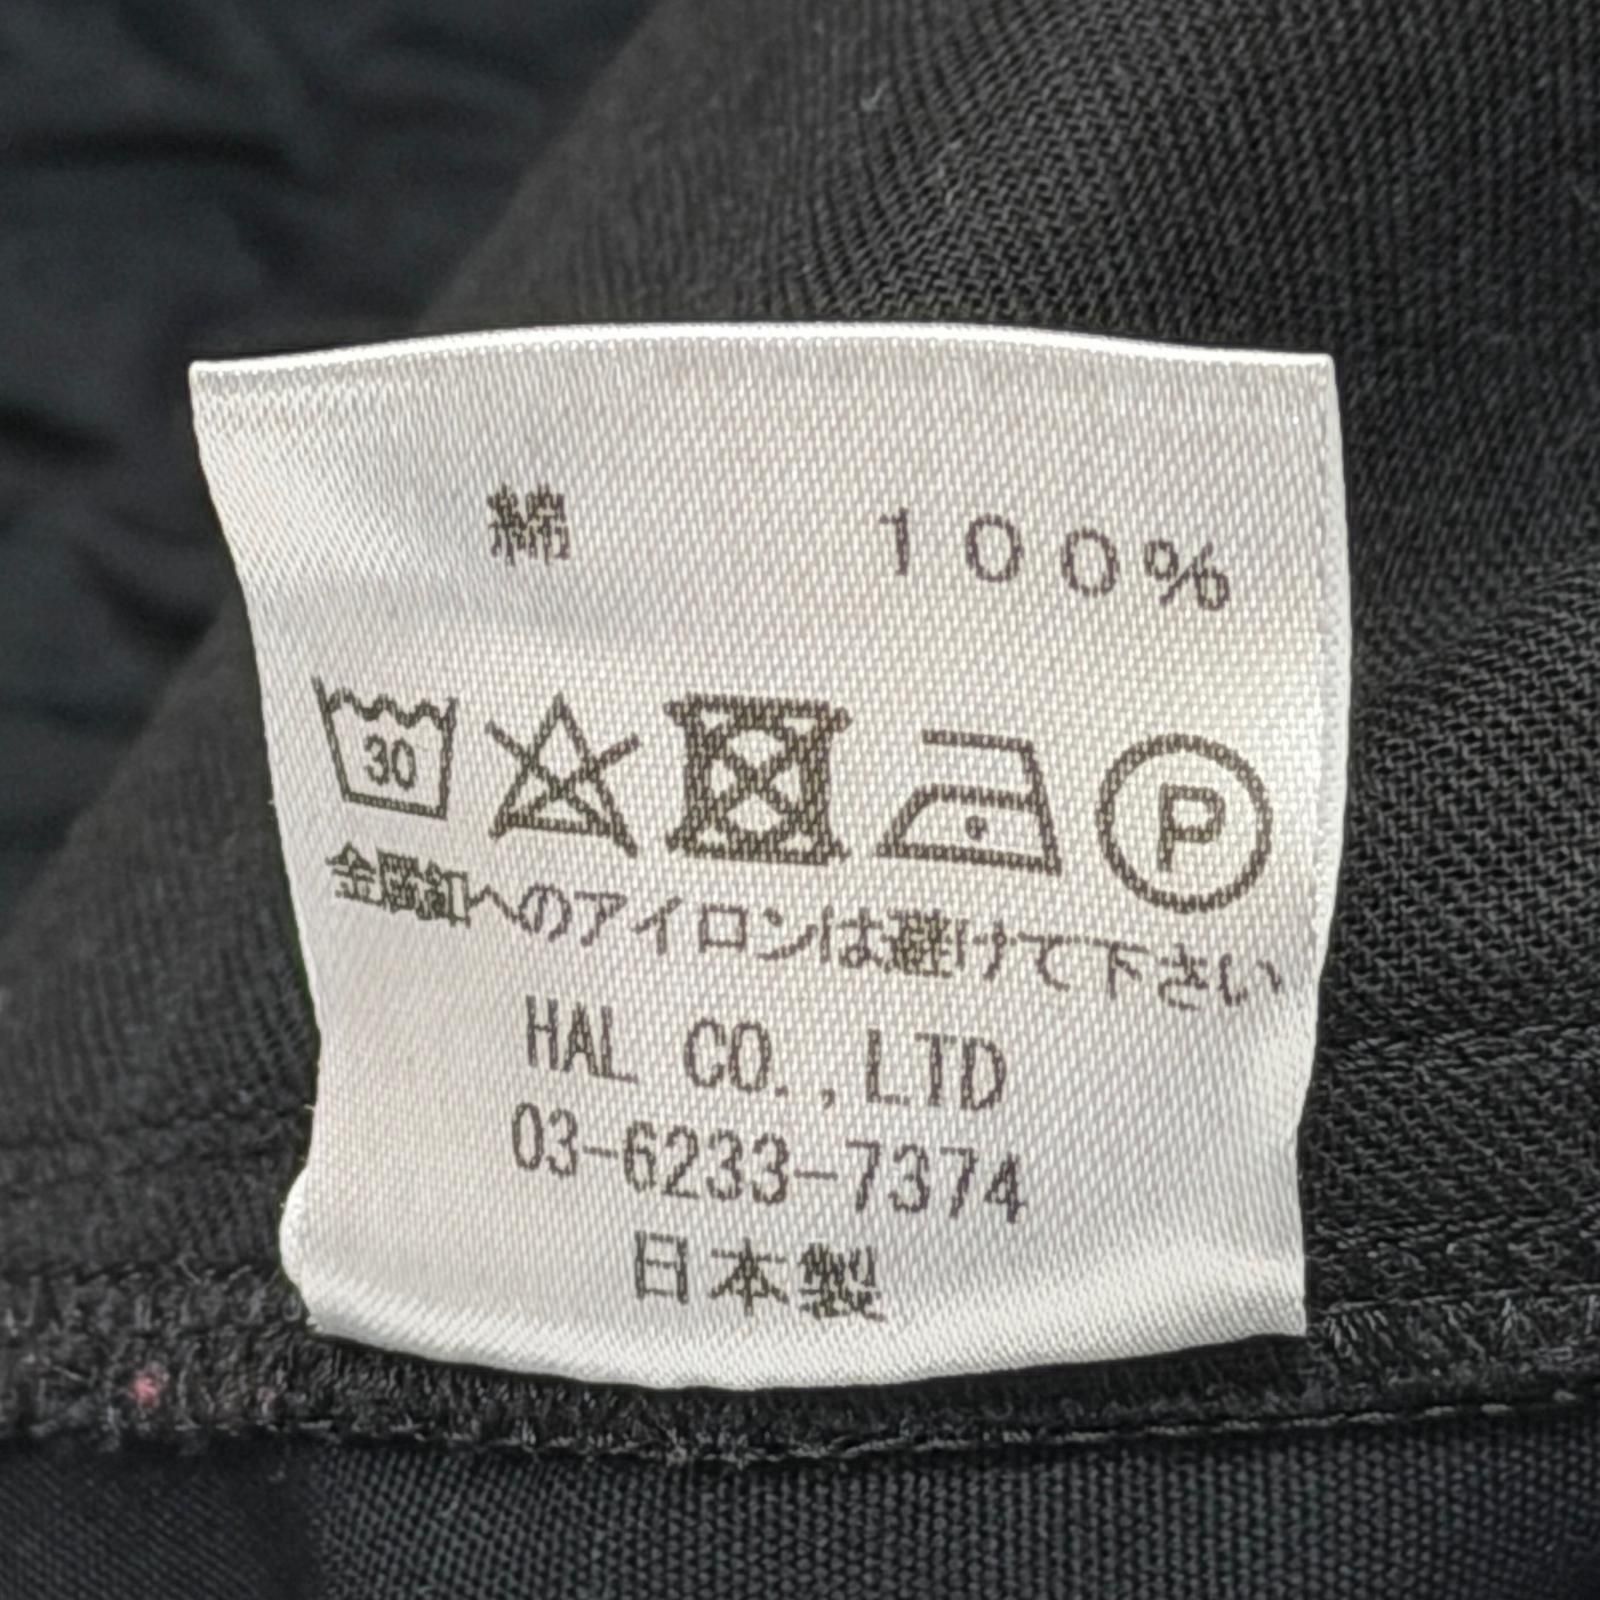 綿 100%
30
P
金属釦へのアイロンは避けて下さい
HAL CO.,LTD
03-6233-7374
日本製